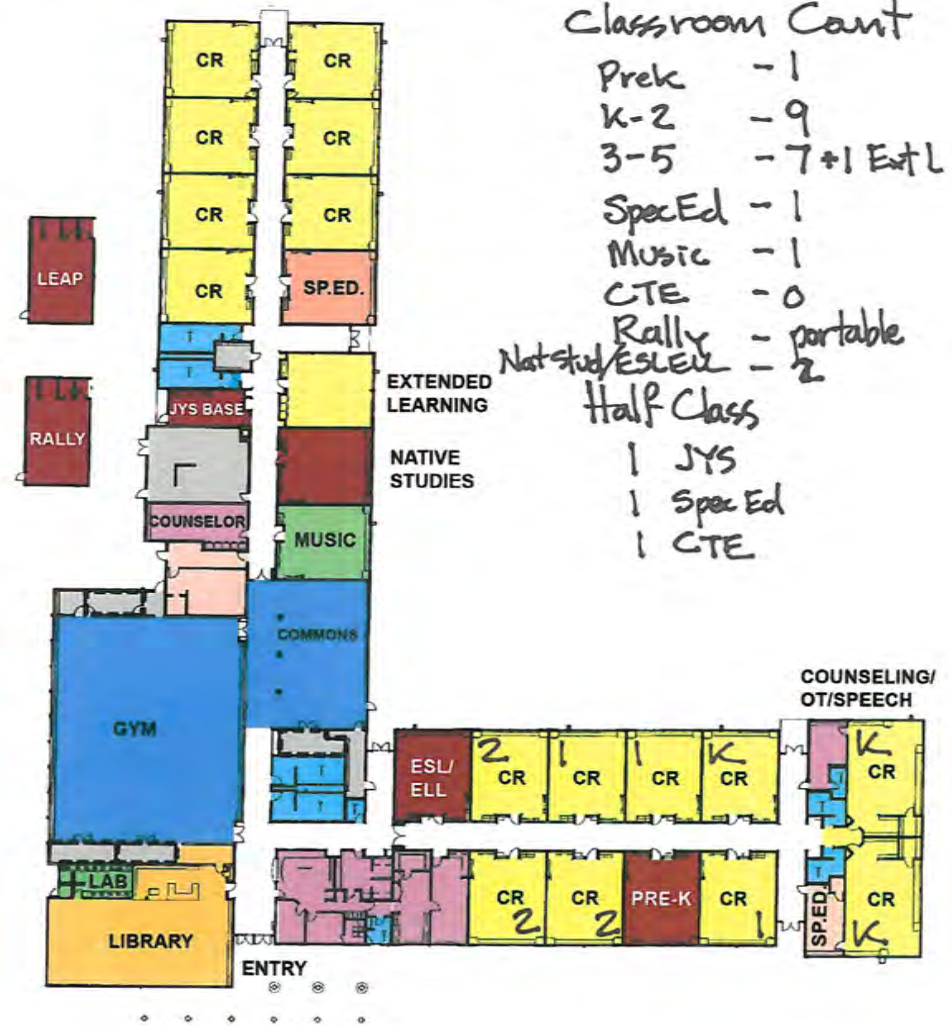 Classroom Count
Prek - 1
K-2 - 9
3-5 - 7 +1 Ext L
SpecEd - 1
Music - 1
CTE - 0
Rally - portable
Nat Stud/ESL ELL - 2
Half Class
1 JYS
1 Spec Ed
1 CTE
CR CR
CR CR
CR CR
CR SP.ED.
LEAP
T
T
EXTENDED
LEARNING
JYS BASE
RALLY
NATIVE
STUDIES
COUNSELOR
MUSIC
COMMONS
GYM
COUNSELING/
OT/SPEECH
ESL/
ELL
2 CR
1 CR
1 CR
K CR
K CR
T
T
T
T
T
T
LAB
CR 2
CR 2
PRE-K
CR 1
SP.ED.
CR K
T
LIBRARY
ENTRY